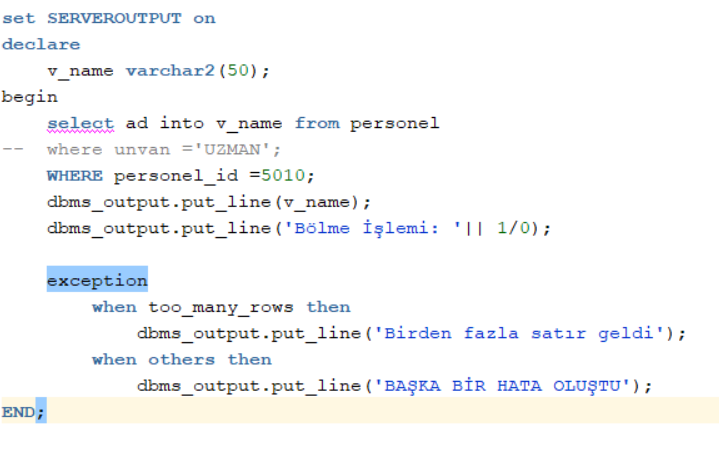 set SERVEROUTPUT on
declare
    v_name varchar2(50);
begin
    select ad into v_name from personel
--  where unvan ='UZMAN';
    WHERE personel_id =5010;
    dbms_output.put_line(v_name);
    dbms_output.put_line('Bölme İşlemi: '|| 1/0);

    exception
        when too_many_rows then
            dbms_output.put_line('Birden fazla satır geldi');
        when others then
            dbms_output.put_line('BAŞKA BİR HATA OLUŞTU');
END;